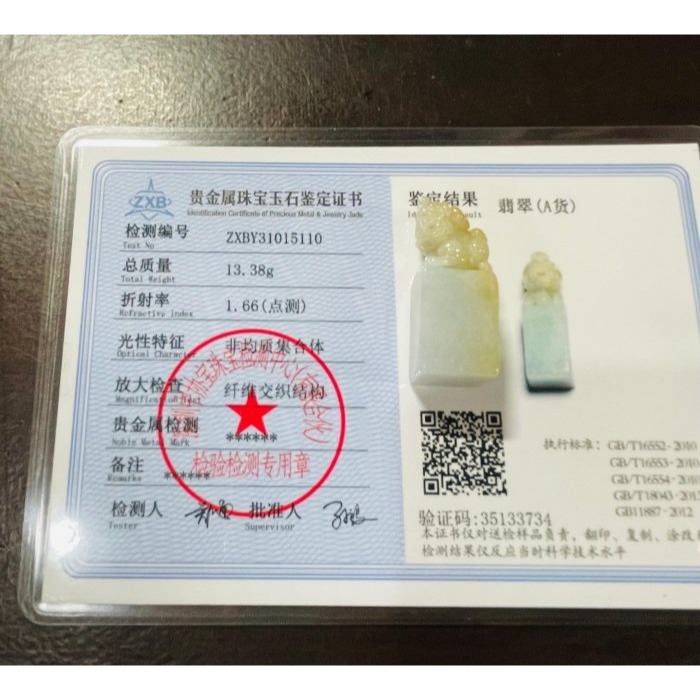 ZXB
贵金属珠宝玉石鉴定证书
Identification Certificate of Precious Metal & Jewelry Jade
检测编号 ZXBY31015110
Test No
总质量 13.38g
Total Weight
折射率 1.66(点测)
Refractive Index
光性特征 非均质集合体
Optical Character
放大检查 纤维交织结构
Magnification
贵金属检测 ******
Noble Metal Mark
备注 ******
Remarks
检验检测专用章
检测人 批准人
Tester Supervisor
鉴定结果 翡翠(A货)
执行标准: GB/T16552-2010
GB/T16553-2010
GB/T16554-2010
GB/T18043-201
GB11887-2012
验证码:35133734
本证书仅对送检样品负责,翻印、复制、涂改
检测结果仅反应当时科学技术水平